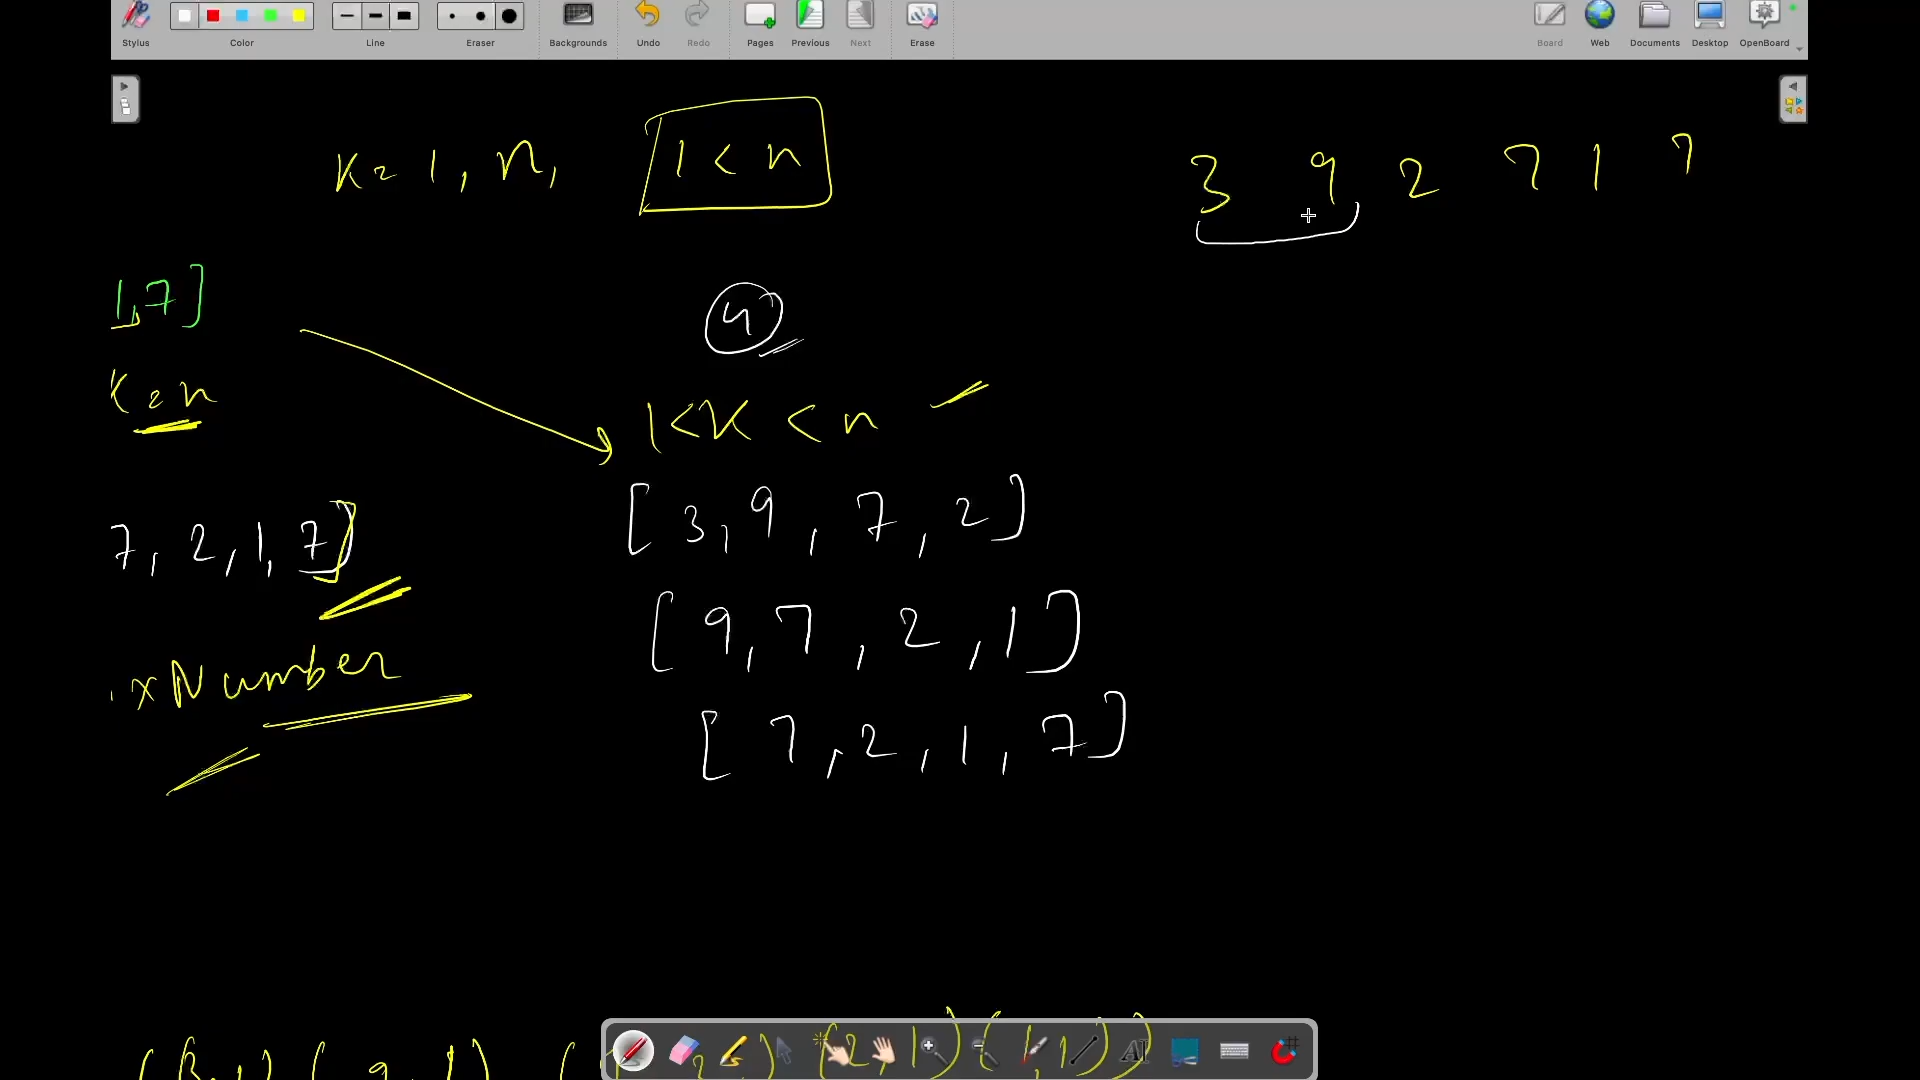 Stylus Color Line Eraser Backgrounds Undo Redo Pages Previous Next Erase Board Web Documents Desktop OpenBoard
K = 1, n, 1 < n
3 9 2 7 1 7
1, 7]
4
K = n
1 < K < n
[3, 9, 7, 2]
7, 2, 1, 7]
[9, 7, 2, 1]
xNumber
[7, 2, 1, 7]